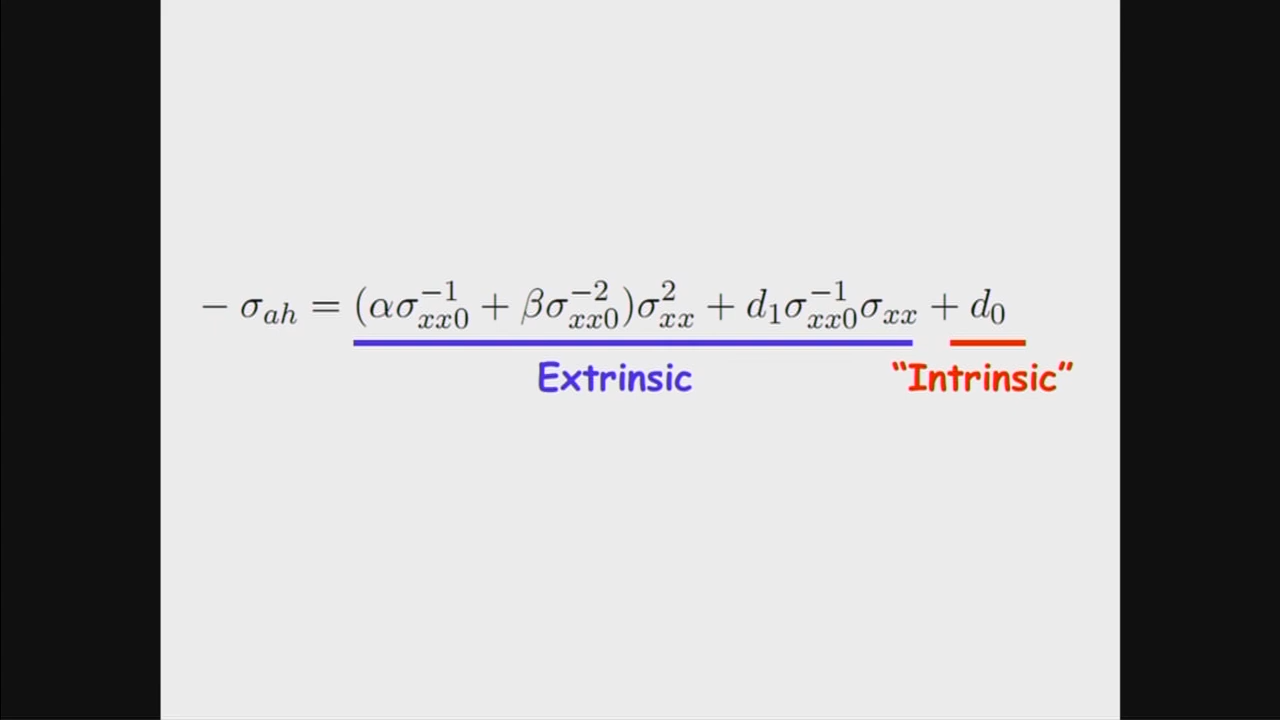 $- \sigma_{ah} = (\alpha\sigma_{xx0}^{-1} + \beta\sigma_{xx0}^{-2})\sigma_{xx}^{2} + d_1\sigma_{xx0}^{-1}\sigma_{xx} + d_0$
Extrinsic “Intrinsic”